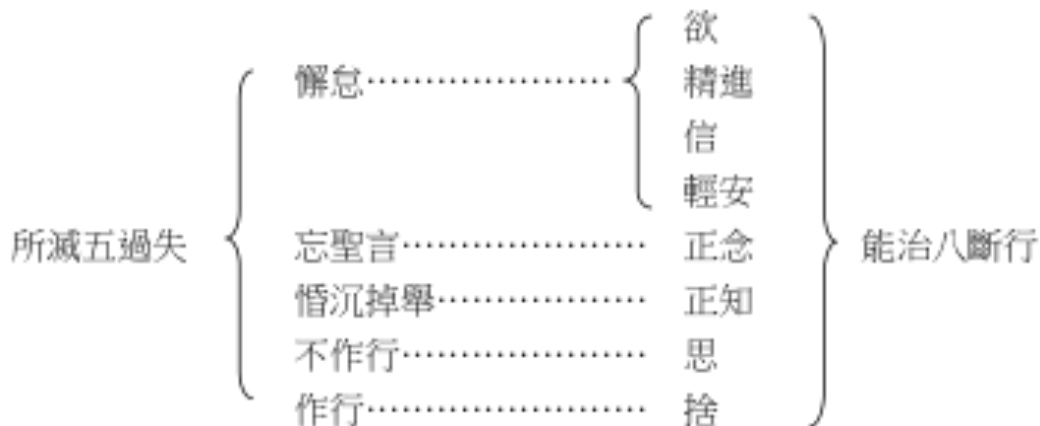 欲
懈怠…………………… 精進
信
輕安
所滅五過失 忘聖言…………………… 正念 能治八斷行
惛沉掉舉………………… 正知
不作行…………………… 思
作行……………………… 捨